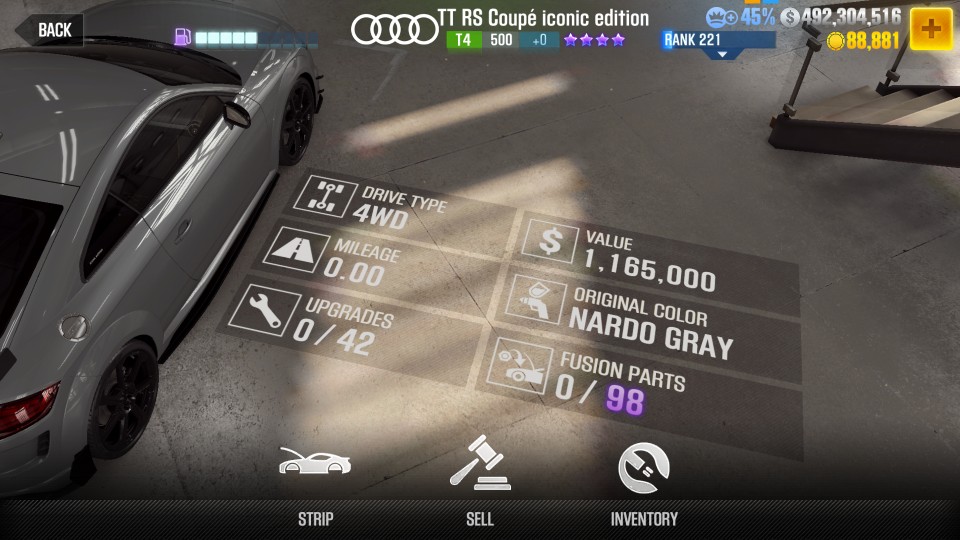 BACK
TT RS Coupé iconic edition
T4 500 +0
45%
492,304,516
RANK 221
88,881
DRIVE TYPE
4WD
MILEAGE
0.00
UPGRADES
0 / 42
VALUE
1,165,000
ORIGINAL COLOR
NARDO GRAY
FUSION PARTS
0 / 98
STRIP
SELL
INVENTORY